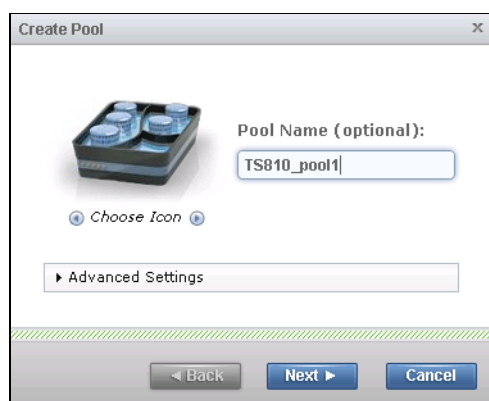 Create Pool x
Pool Name (optional):
TS810_pool1
Choose Icon
Advanced Settings
Back Next Cancel